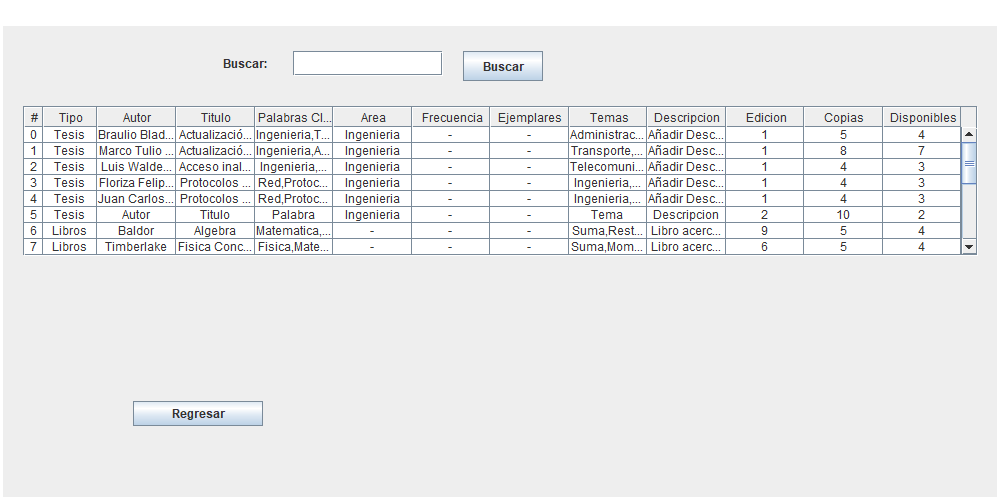 Buscar: Buscar
# Tipo Autor Titulo Palabras Cl... Area Frecuencia Ejemplares Temas Descripcion Edicion Copias Disponibles
0 Tesis Braulio Blad... Actualizació... Ingenieria,T... Ingenieria - - Administrac... Añadir Desc... 1 5 4
1 Tesis Marco Tulio ... Actualizació... Ingenieria,A... Ingenieria - - Transporte,... Añadir Desc... 1 8 7
2 Tesis Luis Walde... Acceso inal... Ingenieria,... Ingenieria - - Telecomuni... Añadir Desc... 1 4 3
3 Tesis Floriza Felip... Protocolos ... Red,Protoc... Ingenieria - - Ingenieria,... Añadir Desc... 1 4 3
4 Tesis Juan Carlos... Protocolos ... Red,Protoc... Ingenieria - - Ingenieria,... Añadir Desc... 1 4 3
5 Tesis Autor Titulo Palabra Ingenieria - - Tema Descripcion 2 10 2
6 Libros Baldor Algebra Matematica,... - - - Suma,Rest... Libro acerc... 9 5 4
7 Libros Timberlake Fisica Conc... Fisica,Mate... - - - Suma,Mom... Libro acerc... 6 5 4
Regresar